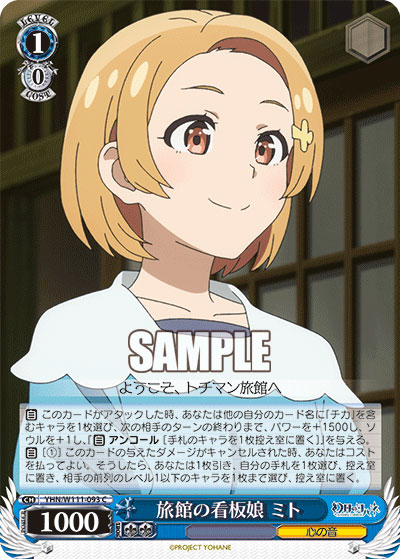 LEVEL
1
0
COST
SAMPLE
ようこそ、トチマン旅館へ
自 このカードがアタックした時、あなたは他の自分のカード名に「チカ」を含
むキャラを1枚選び、次の相手のターンの終わりまで、パワーを+1500し、ソ
ウルを+1し、『自 アンコール [手札のキャラを1枚控え室に置く]』を与える。
自 [①] このカードの与えたダメージがキャンセルされた時、あなたはコスト
を払ってよい。そうしたら、あなたは1枚引き、自分の手札を1枚選び、控え室
に置き、相手の前列のレベル1以下のキャラを1枚選び、控え室に置く。
CH
YHN/W111-093 C
1000
旅館の看板娘 ミト
心の音
©PROJECT YOHANE